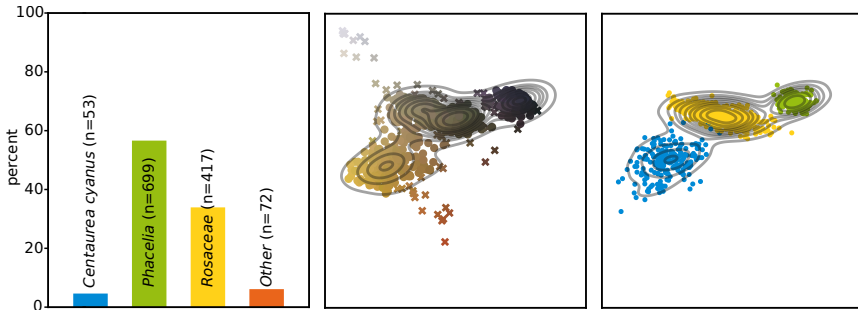 percent
100
80
60
40
20
0
Centaurea cyanus (n=53)
Phacelia (n=699)
Rosaceae (n=417)
Other (n=72)